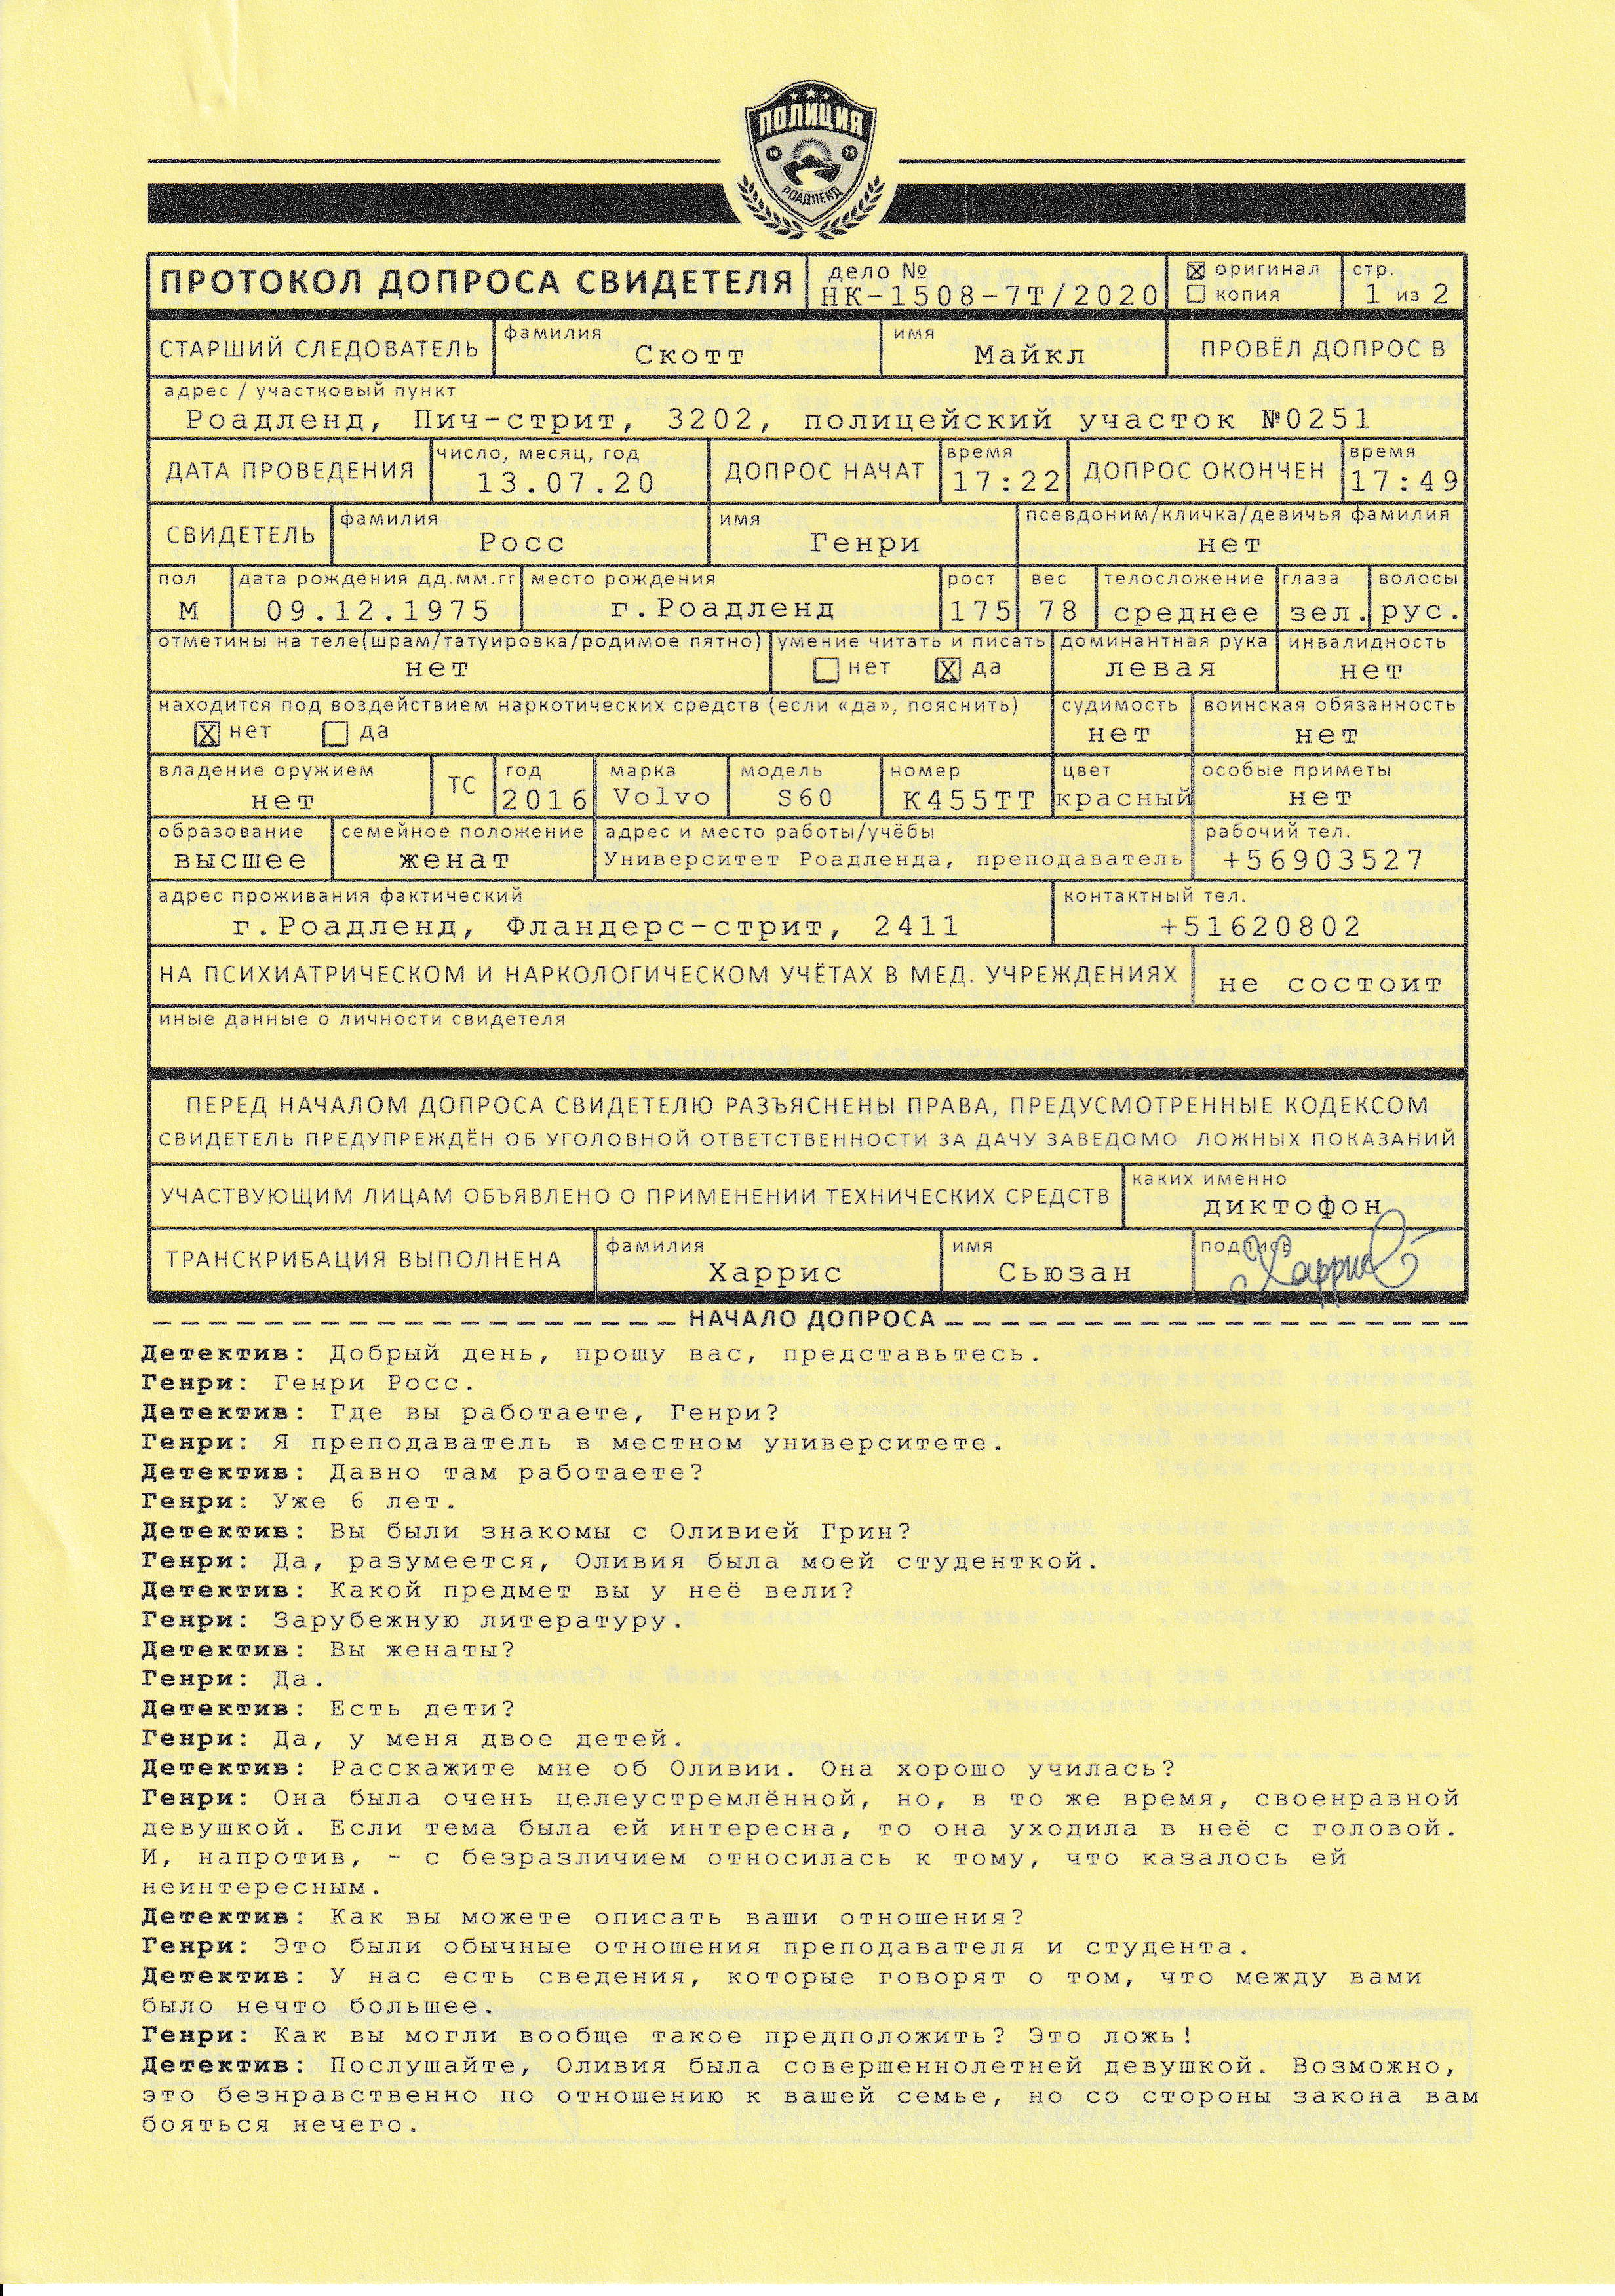 ПОЛИЦИЯ
19 75
РОАДЛЕНД
ПРОТОКОЛ ДОПРОСА СВИДЕТЕЛЯ дело № НК-1508-7Т/2020 ☒ оригинал ☐ копия стр. 1 из 2
СТАРШИЙ СЛЕДОВАТЕЛЬ фамилия Скотт имя Майкл ПРОВЁЛ ДОПРОС В
адрес / участковый пункт
Роадленд, Пич-стрит, 3202, полицейский участок №0251
ДАТА ПРОВЕДЕНИЯ число, месяц, год 13.07.20 ДОПРОС НАЧАТ время 17:22 ДОПРОС ОКОНЧЕН время 17:49
СВИДЕТЕЛЬ фамилия Росс имя Генри псевдоним/кличка/девичья фамилия нет
пол М дата рождения дд.мм.гг 09.12.1975 место рождения г.Роадленд рост 175 вес 78 телосложение среднее глаза зел. волосы рус.
отметины на теле(шрам/татуировка/родимое пятно) нет умение читать и писать ☐ нет ☒ да доминантная рука левая инвалидность нет
находится под воздействием наркотических средств (если «да», пояснить) ☒ нет ☐ да судимость нет воинская обязанность нет
владение оружием нет ТС год 2016 марка Volvo модель S60 номер К455ТТ цвет красный особые приметы нет
образование высшее семейное положение женат адрес и место работы/учёбы Университет Роадленда, преподаватель рабочий тел. +56903527
адрес проживания фактический г.Роадленд, Фландерс-стрит, 2411 контактный тел. +51620802
НА ПСИХИАТРИЧЕСКОМ И НАРКОЛОГИЧЕСКОМ УЧЁТАХ В МЕД. УЧРЕЖДЕНИЯХ не состоит
иные данные о личности свидетеля
ПЕРЕД НАЧАЛОМ ДОПРОСА СВИДЕТЕЛЮ РАЗЪЯСНЕНЫ ПРАВА, ПРЕДУСМОТРЕННЫЕ КОДЕКСОМ
СВИДЕТЕЛЬ ПРЕДУПРЕЖДЁН ОБ УГОЛОВНОЙ ОТВЕТСТВЕННОСТИ ЗА ДАЧУ ЗАВЕДОМО ЛОЖНЫХ ПОКАЗАНИЙ
УЧАСТВУЮЩИМ ЛИЦАМ ОБЪЯВЛЕНО О ПРИМЕНЕНИИ ТЕХНИЧЕСКИХ СРЕДСТВ каких именно диктофон
ТРАНСКРИБАЦИЯ ВЫПОЛНЕНА фамилия Харрис имя Сьюзан подпись Харрис
НАЧАЛО ДОПРОСА
Детектив: Добрый день, прошу вас, представьтесь.
Генри: Генри Росс.
Детектив: Где вы работаете, Генри?
Генри: Я преподаватель в местном университете.
Детектив: Давно там работаете?
Генри: Уже 6 лет.
Детектив: Вы были знакомы с Оливией Грин?
Генри: Да, разумеется, Оливия была моей студенткой.
Детектив: Какой предмет вы у неё вели?
Генри: Зарубежную литературу.
Детектив: Вы женаты?
Генри: Да.
Детектив: Есть дети?
Генри: Да, у меня двое детей.
Детектив: Расскажите мне об Оливии. Она хорошо училась?
Генри: Она была очень целеустремлённой, но, в то же время, своенравной
девушкой. Если тема была ей интересна, то она уходила в неё с головой.
И, напротив, - с безразличием относилась к тому, что казалось ей
неинтересным.
Детектив: Как вы можете описать ваши отношения?
Генри: Это были обычные отношения преподавателя и студента.
Детектив: У нас есть сведения, которые говорят о том, что между вами
было нечто большее.
Генри: Как вы могли вообще такое предположить? Это ложь!
Детектив: Послушайте, Оливия была совершеннолетней девушкой. Возможно,
это безнравственно по отношению к вашей семье, но со стороны закона вам
бояться нечего.